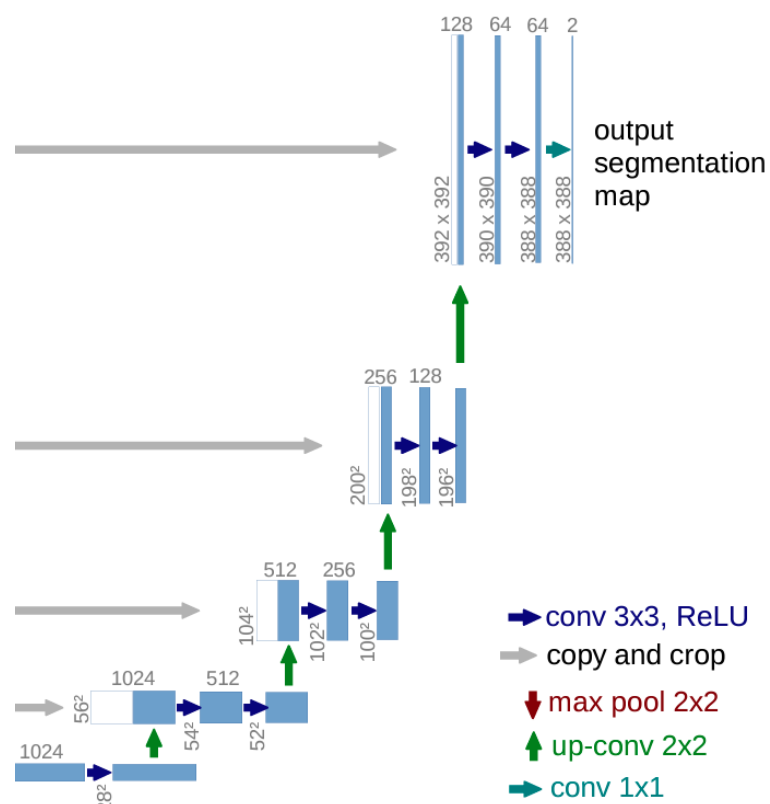 128 64 64 2
output
segmentation
map
392 x 392
390 x 390
388 x 388
388 x 388
256 128
200²
198²
196²
512 256
104²
102²
100²
1024 512
56²
54²
52²
1024
conv 3x3, ReLU
copy and crop
max pool 2x2
up-conv 2x2
conv 1x1